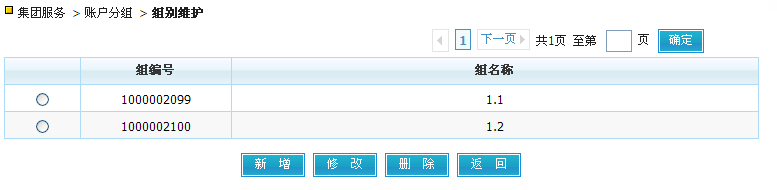 集团服务 > 账户分组 > 组别维护
1 下一页 共1页 至第 页 确定
组编号 组名称
1000002099 1.1
1000002100 1.2
新 增 修 改 删 除 返 回